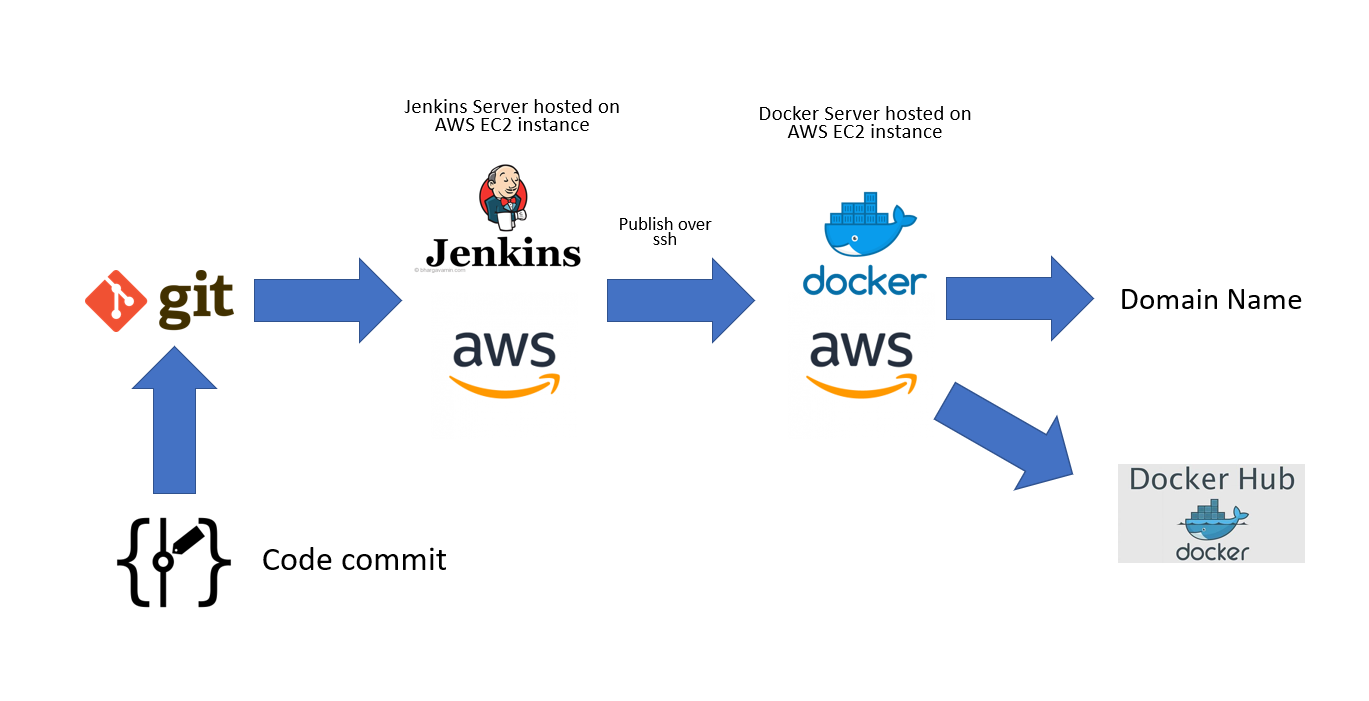 Jenkins Server hosted on
AWS EC2 instance
Docker Server hosted on
AWS EC2 instance
Jenkins
© bhargavamin.com
Publish over
ssh
docker
git
aws
aws
Domain Name
Docker Hub
docker
Code commit